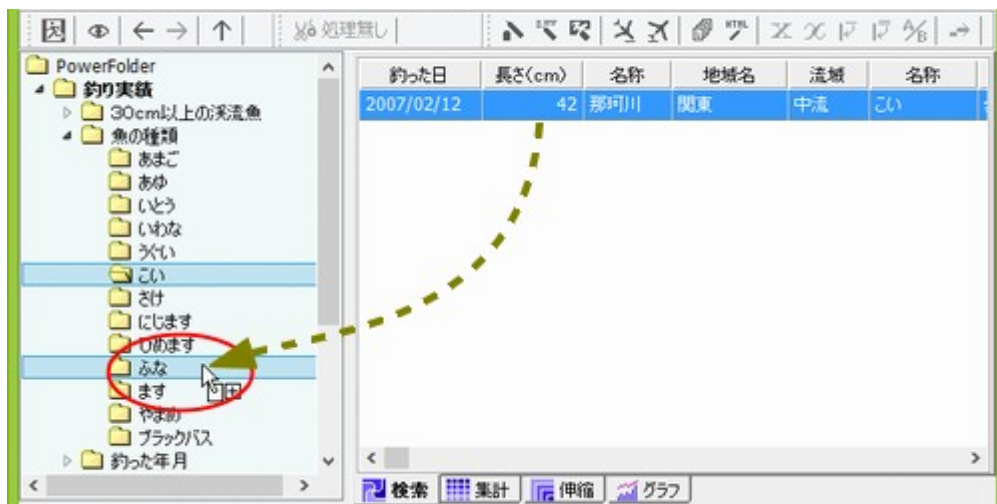 処理無し
PowerFolder
釣り実績
30cm以上の渓流魚
魚の種類
あまご
あゆ
いとう
いわな
うぐい
こい
さけ
にじます
ひめます
ふな
ます
やまめ
ブラックバス
釣った年月
釣った日 長さ(cm) 名称 地域名 流域 名称
2007/02/12 42 那珂川 関東 中流 こい
検索 集計 伸縮 グラフ